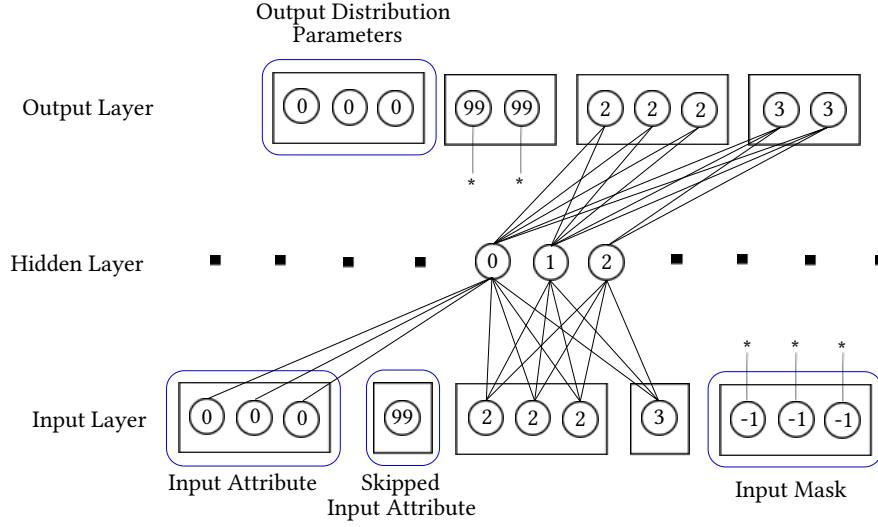 Output Distribution
Parameters
Output Layer
0 0 0 99 99 2 2 2 3 3
* *
Hidden Layer
0 1 2
* * *
Input Layer
0 0 0 99 2 2 2 3 -1 -1 -1
Input Attribute
Skipped
Input Attribute
Input Mask